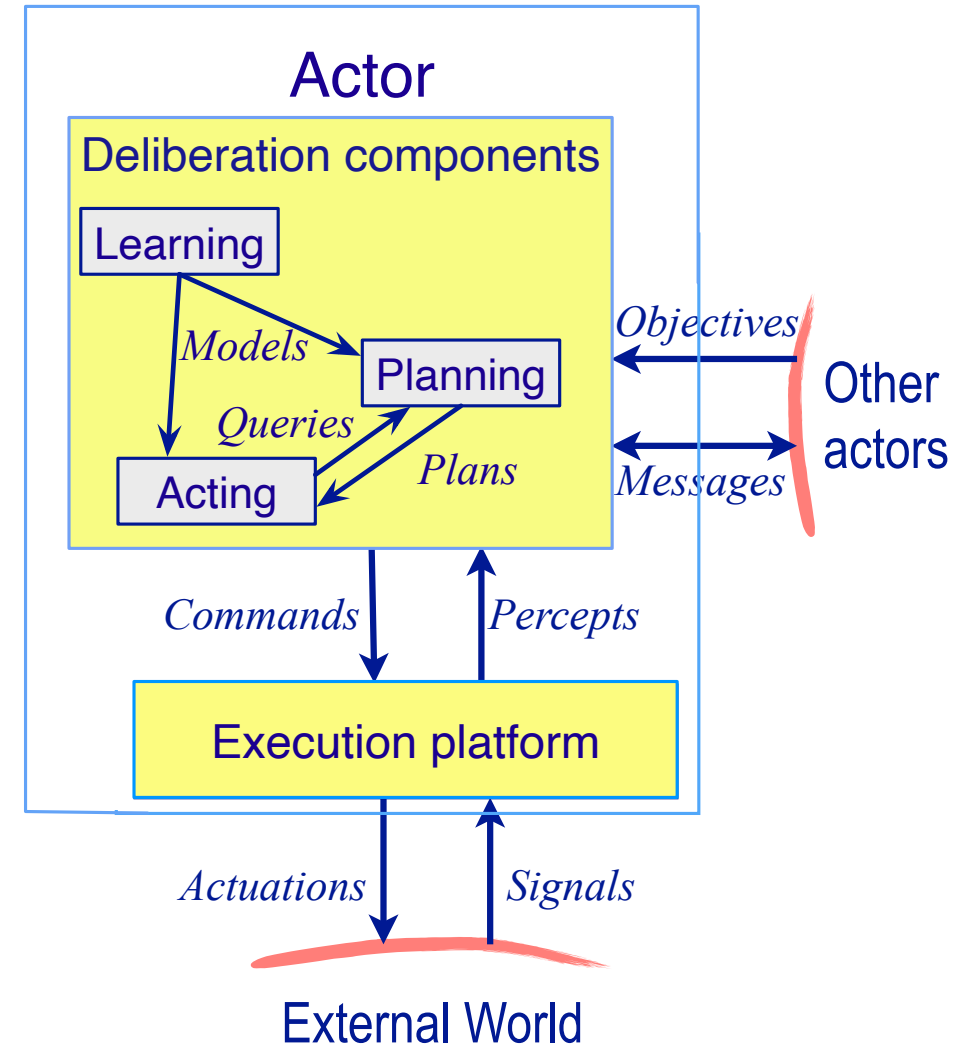 Actor
Deliberation components
Learning
Models
Planning
Queries
Plans
Acting
Objectives
Messages
Other
actors
Commands
Percepts
Execution platform
Actuations
Signals
External World